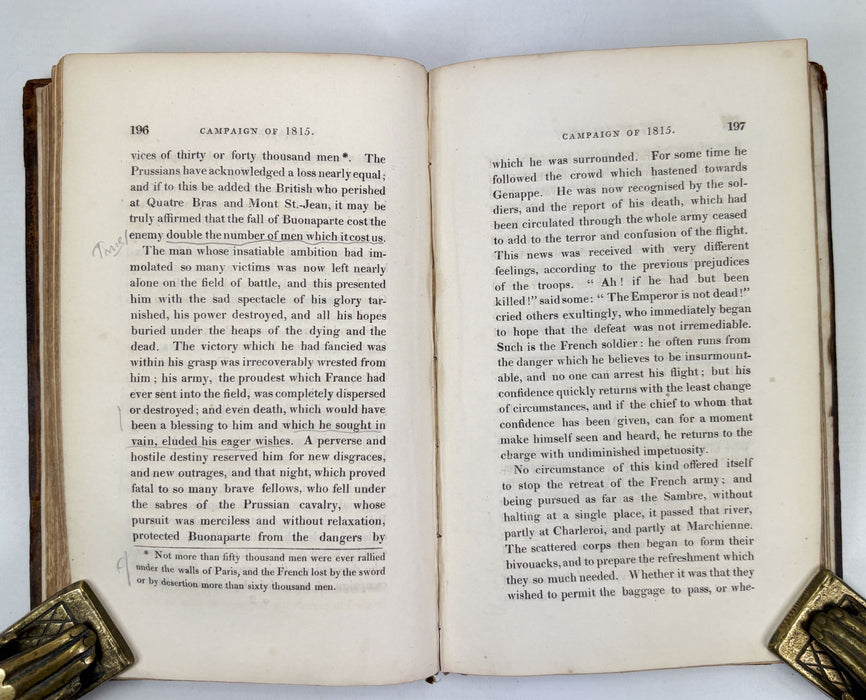 196
CAMPAIGN OF 1815.
vices of thirty or forty thousand men*. The
Prussians have acknowledged a loss nearly equal;
and if to this be added the British who perished
at Quatre Bras and Mont St.-Jean, it may be
truly affirmed that the fall of Buonaparte cost the
enemy double the number of men which it cost us.
The man whose insatiable ambition had im-
molated so many victims was now left nearly
alone on the field of battle, and this presented
him with the sad spectacle of his glory tar-
nished, his power destroyed, and all his hopes
buried under the heaps of the dying and the
dead. The victory which he had fancied was
within his grasp was irrecoverably wrested from
him; his army, the proudest which France had
ever sent into the field, was completely dispersed
or destroyed; and even death, which would have
been a blessing to him and which he sought in
vain, eluded his eager wishes. A perverse and
hostile destiny reserved him for new disgraces,
and new outrages, and that night, which proved
fatal to so many brave fellows, who fell under
the sabres of the Prussian cavalry, whose
pursuit was merciless and without relaxation,
protected Buonaparte from the dangers by
* Not more than fifty thousand men were ever rallied
under the walls of Paris, and the French lost by the sword
or by desertion more than sixty thousand men.
CAMPAIGN OF 1815.
197
which he was surrounded. For some time he
followed the crowd which hastened towards
Genappe. He was now recognised by the sol-
diers, and the report of his death, which had
been circulated through the whole army ceased
to add to the terror and confusion of the flight.
This news was received with very different
feelings, according to the previous prejudices
of the troops. “ Ah! if he had but been
killed!” said some: “ The Emperor is not dead!”
cried others exultingly, who immediately began
to hope that the defeat was not irremediable.
Such is the French soldier: he often runs from
the danger which he believes to be insurmount-
able, and no one can arrest his flight; but his
confidence quickly returns with the least change
of circumstances, and if the chief to whom that
confidence has been given, can for a moment
make himself seen and heard, he returns to the
charge with undiminished impetuosity.
No circumstance of this kind offered itself
to stop the retreat of the French army; and
being pursued as far as the Sambre, without
halting at a single place, it passed that river,
partly at Charleroi, and partly at Marchienne.
The scattered corps then began to form their
bivouacks, and to prepare the refreshment which
they so much needed. Whether it was that they
wished to permit the baggage to pass, or whe-